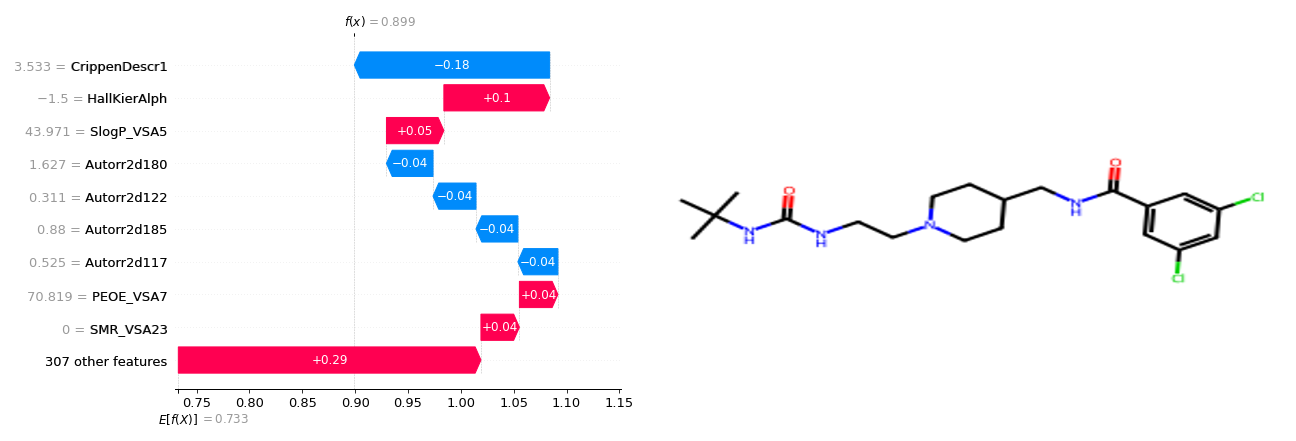 f(x) = 0.899
3.533 = CrippenDescr1
−0.18
−1.5 = HallKierAlph
+0.1
43.971 = SlogP_VSA5
+0.05
1.627 = Autorr2d180
−0.04
0.311 = Autorr2d122
−0.04
0.88 = Autorr2d185
−0.04
0.525 = Autorr2d117
−0.04
70.819 = PEOE_VSA7
+0.04
0 = SMR_VSA23
+0.04
307 other features
+0.29
0.75 0.80 0.85 0.90 0.95 1.00 1.05 1.10 1.15
E[f(X)] = 0.733
O
O
N
H
N
H
N
N
H
Cl
Cl